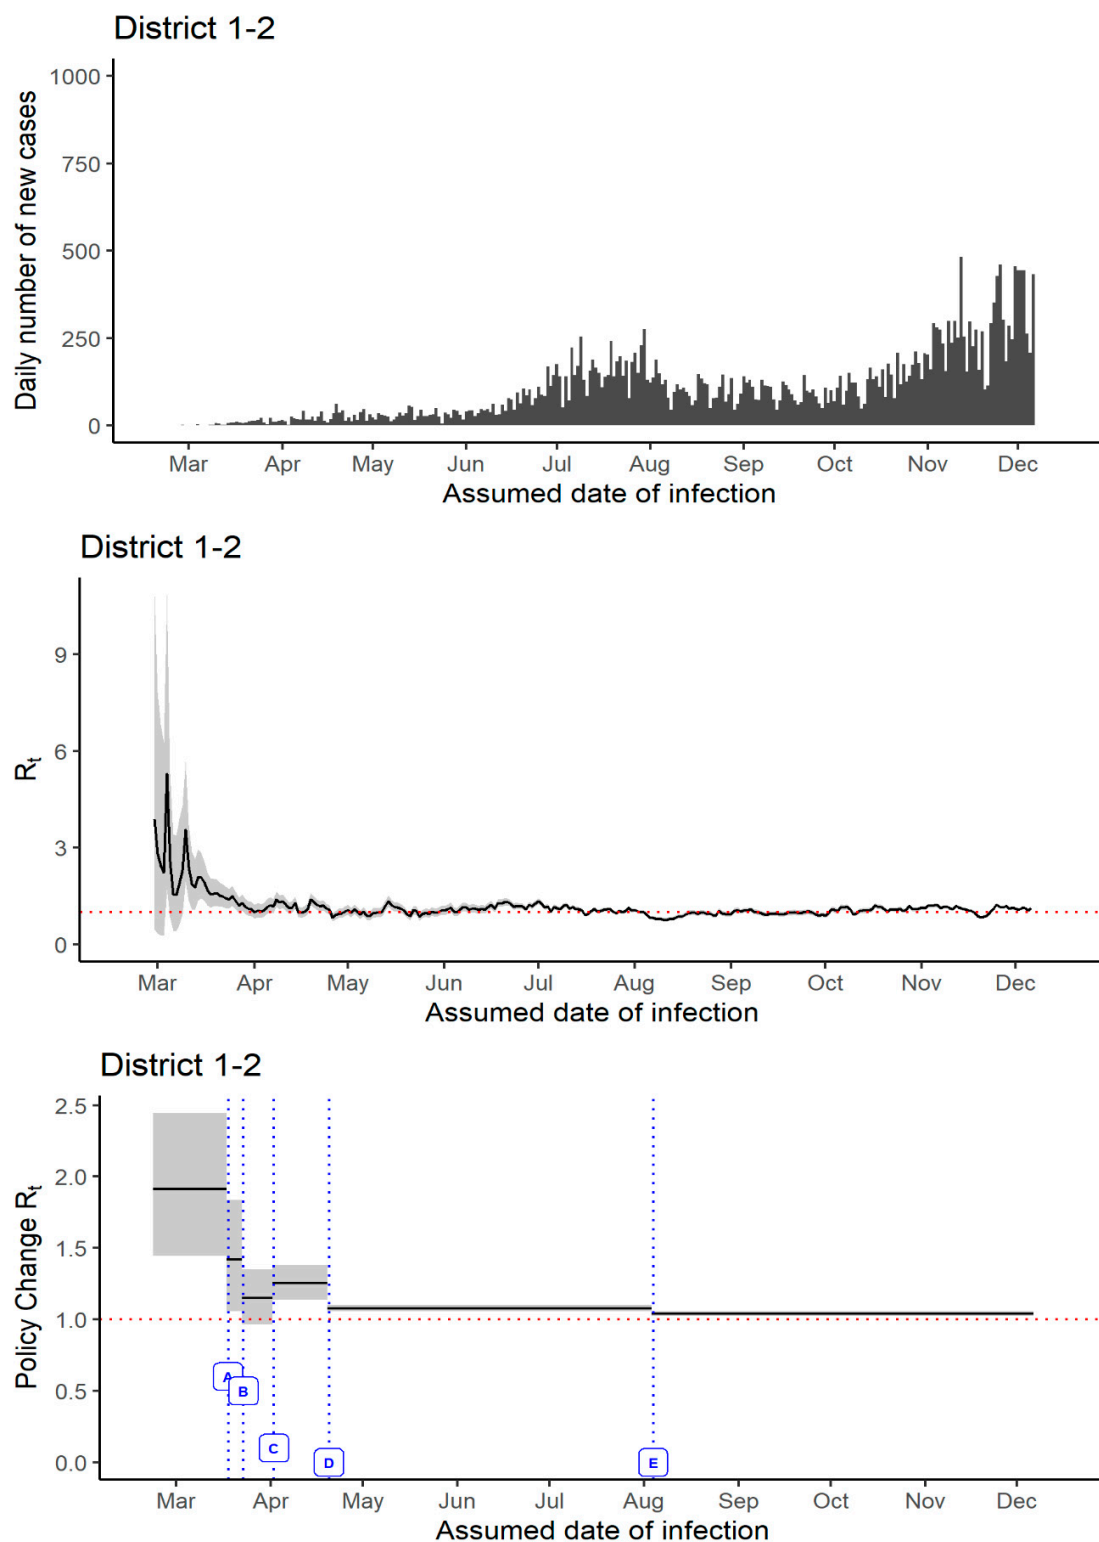 District 1-2
Daily number of new cases
1000
750
500
250
0
Mar Apr May Jun Jul Aug Sep Oct Nov Dec
Assumed date of infection
District 1-2
Rt
9
6
3
0
Mar Apr May Jun Jul Aug Sep Oct Nov Dec
Assumed date of infection
District 1-2
Policy Change Rt
2.5
2.0
1.5
1.0
0.5
0.0
A
B
C
D
E
Mar Apr May Jun Jul Aug Sep Oct Nov Dec
Assumed date of infection